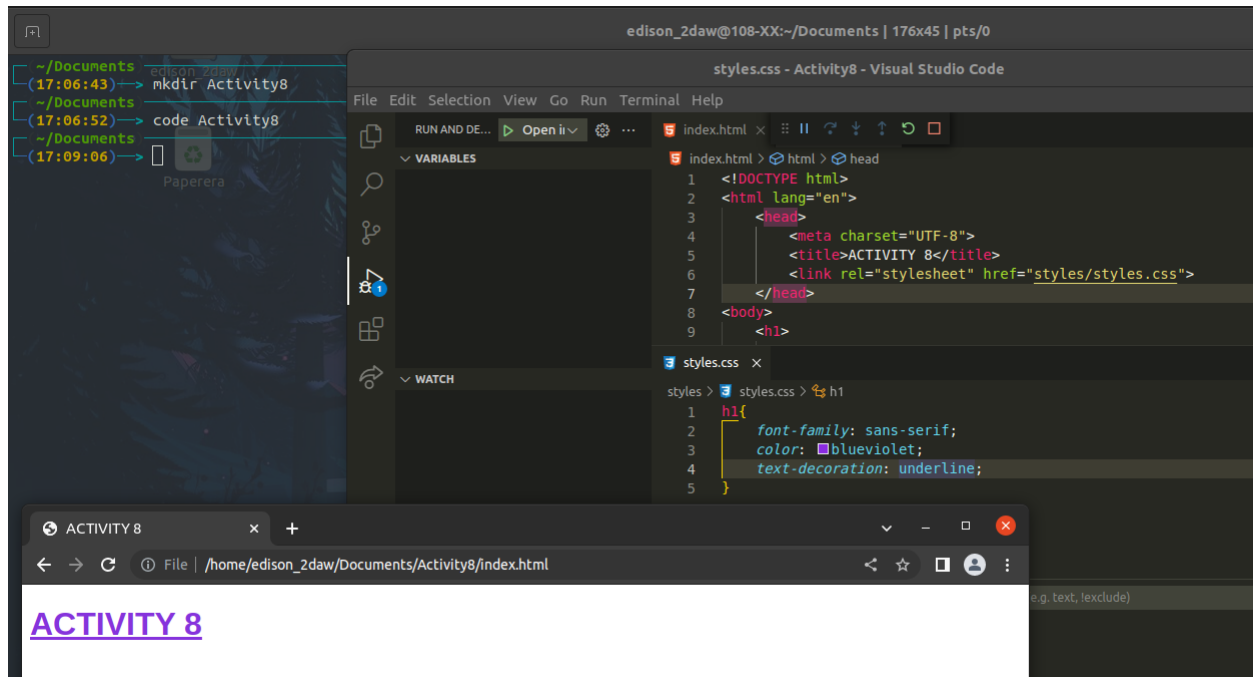 edison_2daw@108-XX:~/Documents | 176x45 | pts/0
~/Documents
(17:06:43)—> mkdir Activity8
~/Documents
(17:06:52)—> code Activity8
~/Documents
(17:09:06)—>
edison_2daw
Paperera
styles.css - Activity8 - Visual Studio Code
File Edit Selection View Go Run Terminal Help
RUN AND DE... Open i
VARIABLES
WATCH
1
index.html
index.html > html > head
1 <!DOCTYPE html>
2 <html lang="en">
3 <head>
4 <meta charset="UTF-8">
5 <title>ACTIVITY 8</title>
6 <link rel="stylesheet" href="styles/styles.css">
7 </head>
8 <body>
9 <h1>
styles.css
styles > styles.css > h1
1 h1{
2 font-family: sans-serif;
3 color: blueviolet;
4 text-decoration: underline;
5 }
e.g. text, !exclude)
ACTIVITY 8
File | /home/edison_2daw/Documents/Activity8/index.html
ACTIVITY 8